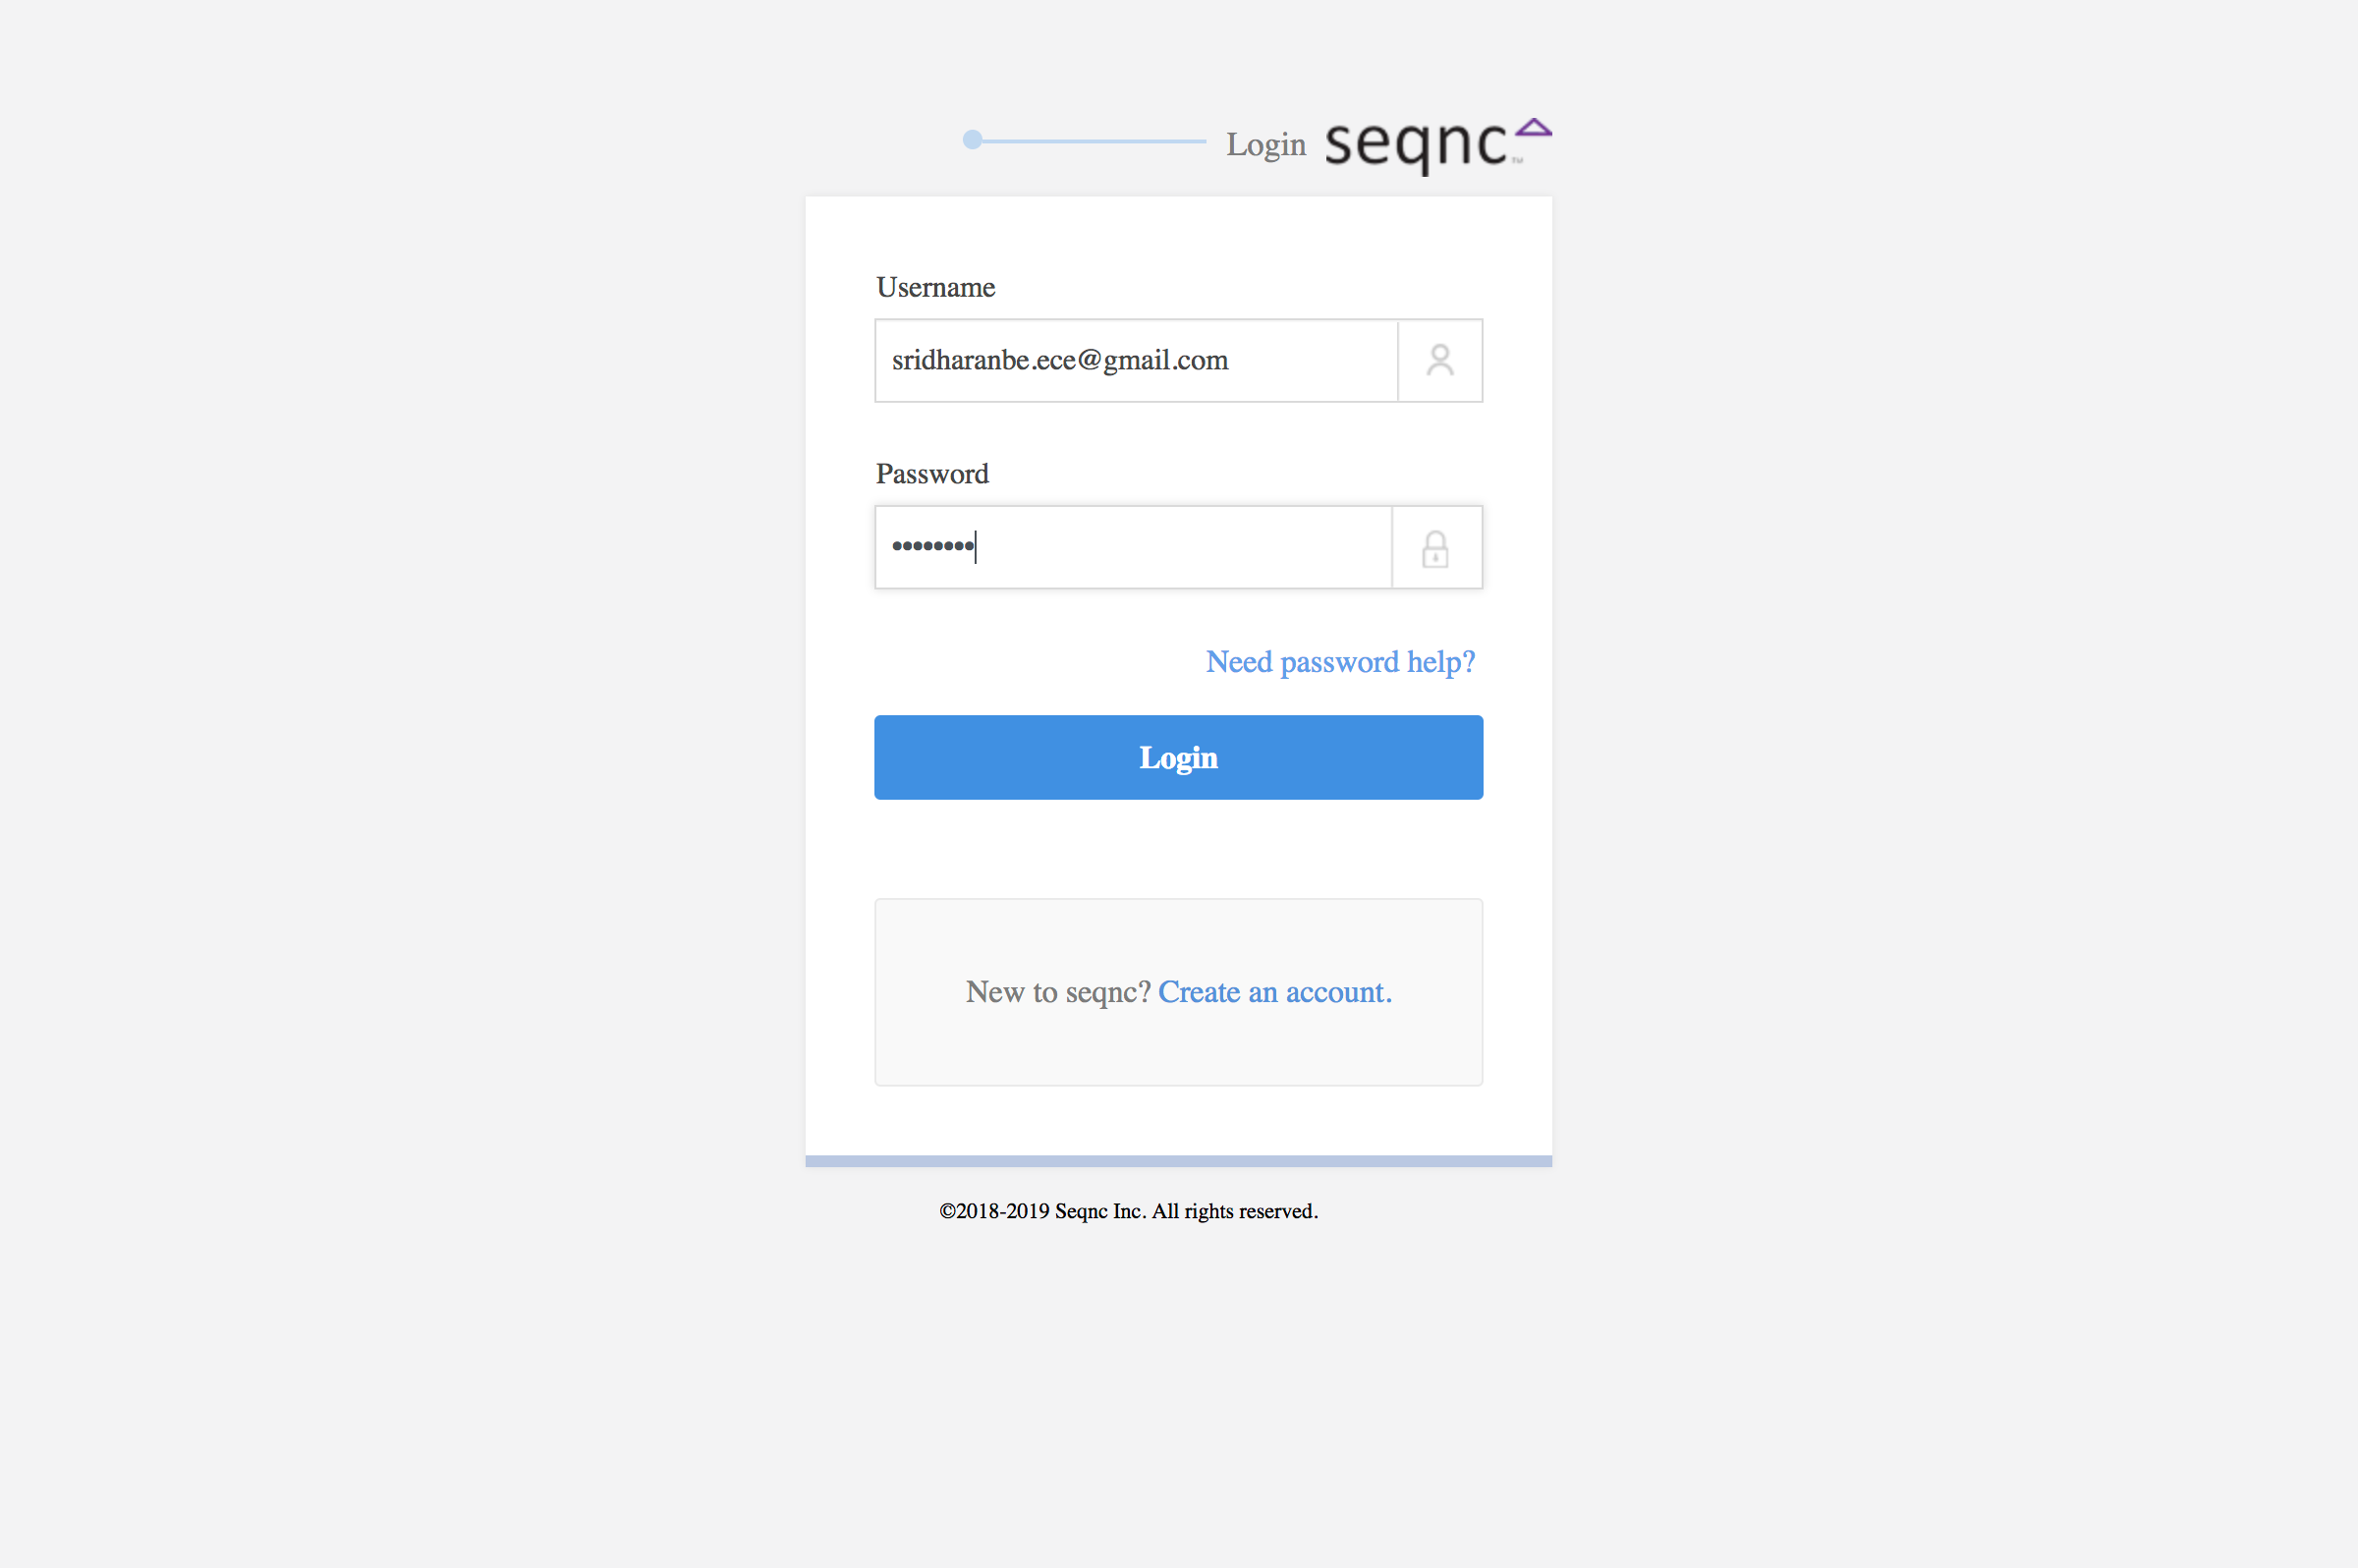 Login seqnc™
Username
sridharanbe.ece@gmail.com
Password
••••••••
Need password help?
Login
New to seqnc? Create an account.
©2018-2019 Seqnc Inc. All rights reserved.